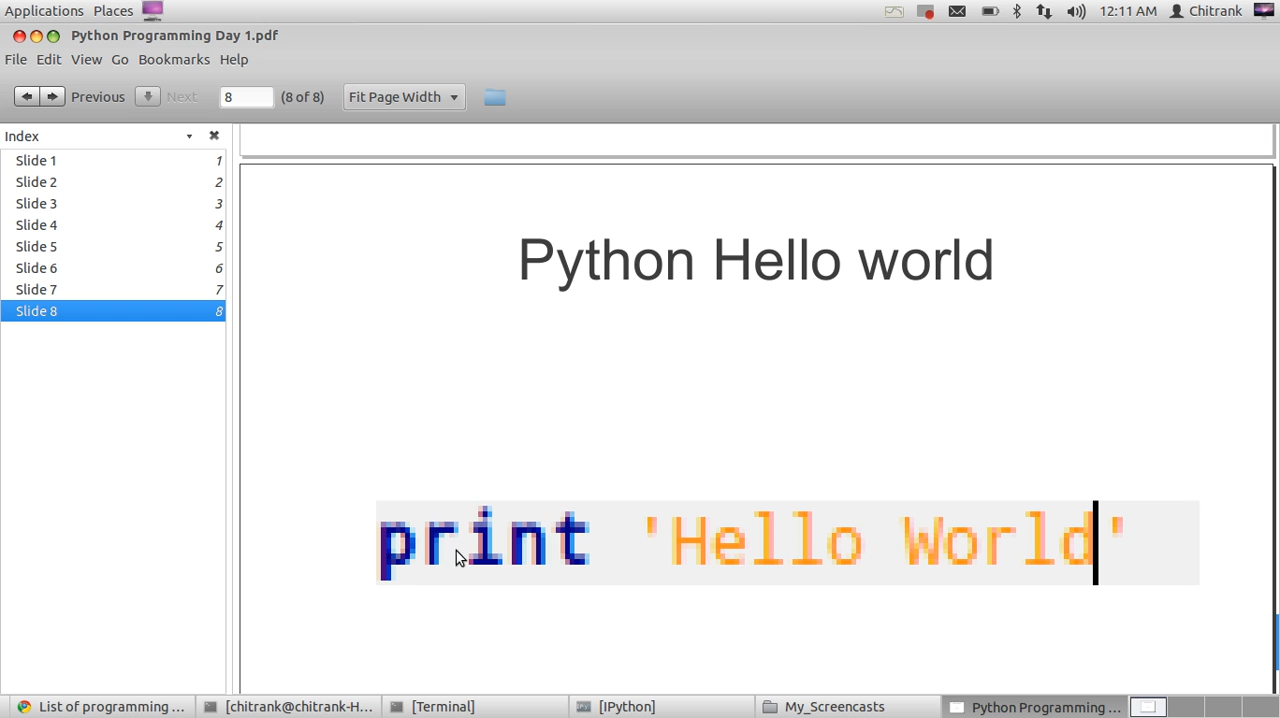 Applications Places 12:11 AM Chitrank
Python Programming Day 1.pdf
File Edit View Go Bookmarks Help
Previous Next 8 (8 of 8) Fit Page Width
Index
Slide 1 1
Slide 2 2
Slide 3 3
Slide 4 4
Slide 5 5
Slide 6 6
Slide 7 7
Slide 8 8
Python Hello world
print 'Hello World'
List of programming ... [chitrank@chitrank-H... [Terminal] [IPython] My_Screencasts Python Programming ...